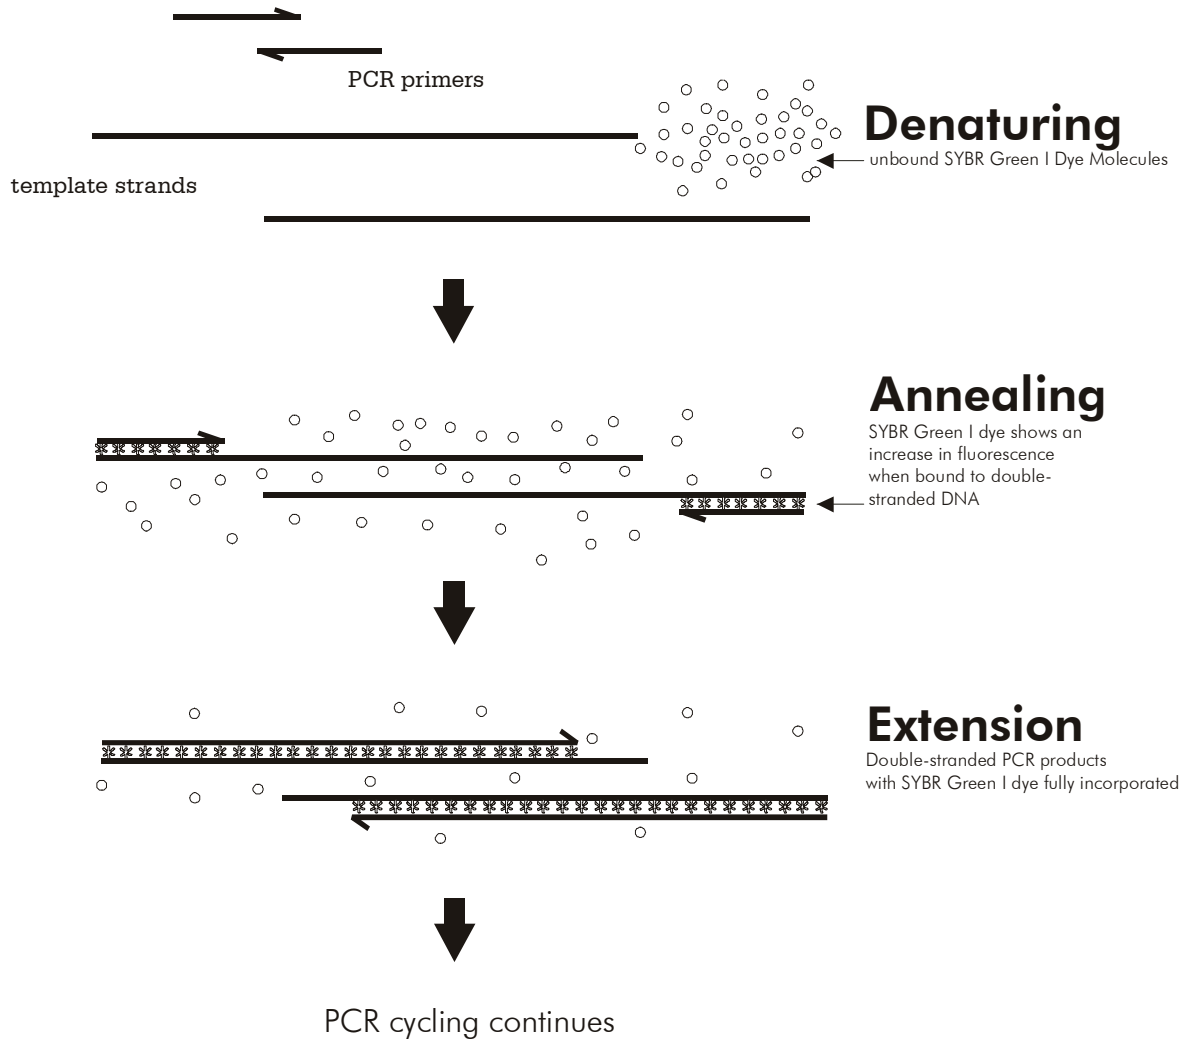 PCR primers
Denaturing
unbound SYBR Green I Dye Molecules
template strands
Annealing
SYBR Green I dye shows an
increase in fluorescence
when bound to double-
stranded DNA
Extension
Double-stranded PCR products
with SYBR Green I dye fully incorporated
PCR cycling continues